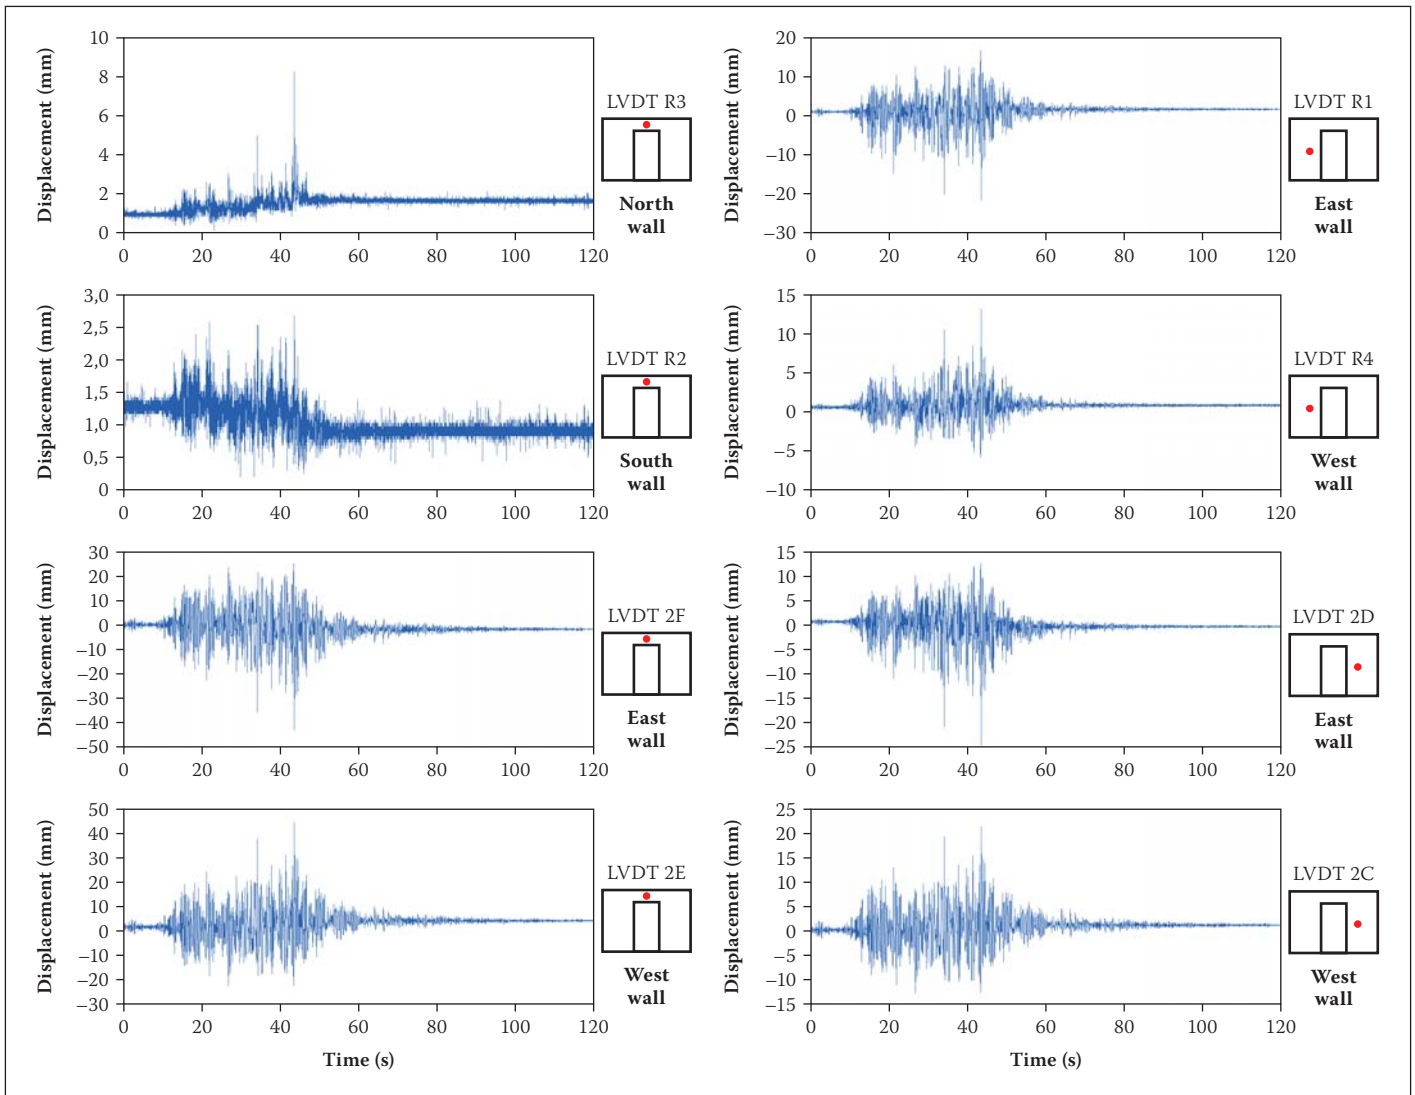 Displacement (mm)
10
8
6
4
2
0
0 20 40 60 80 100 120
LVDT R3
North
wall
Displacement (mm)
20
10
0
−10
−20
−30
0 20 40 60 80 100 120
LVDT R1
East
wall
Displacement (mm)
3,0
2,5
2,0
1,5
1,0
0,5
0
0 20 40 60 80 100 120
LVDT R2
South
wall
Displacement (mm)
15
10
5
0
−5
−10
0 20 40 60 80 100 120
LVDT R4
West
wall
Displacement (mm)
30
20
10
0
−10
−20
−30
−40
−50
0 20 40 60 80 100 120
LVDT 2F
East
wall
Displacement (mm)
15
10
5
0
−5
−10
−15
−20
−25
0 20 40 60 80 100 120
LVDT 2D
East
wall
Displacement (mm)
50
40
30
20
10
0
−10
−20
−30
0 20 40 60 80 100 120
Time (s)
LVDT 2E
West
wall
Displacement (mm)
25
20
15
10
5
0
−5
−10
−15
0 20 40 60 80 100 120
Time (s)
LVDT 2C
West
wall